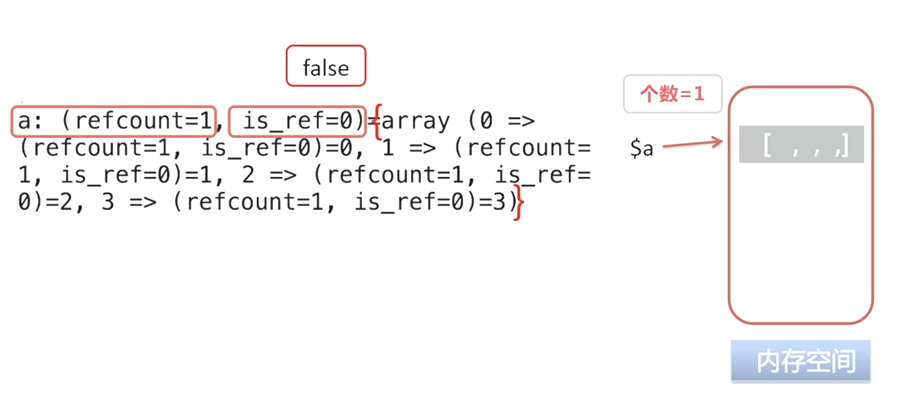 false
a: (refcount=1, is_ref=0)=array (0 =>
(refcount=1, is_ref=0)=0, 1 => (refcount=
1, is_ref=0)=1, 2 => (refcount=1, is_ref=
0)=2, 3 => (refcount=1, is_ref=0)=3)
个数=1
$a
[ , , ,]
内存空间